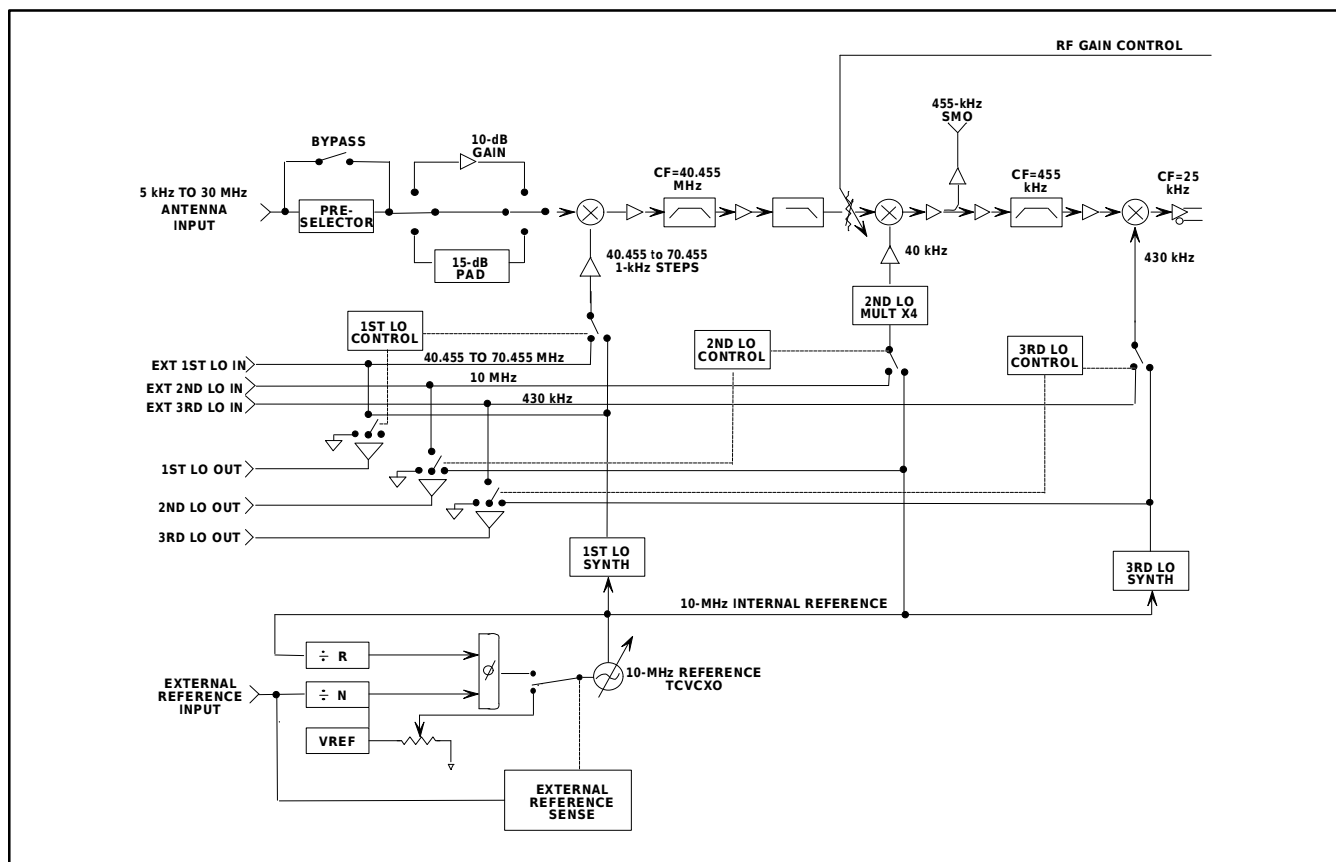 RF GAIN CONTROL
455-kHz
SMO
BYPASS
10-dB
GAIN
CF=40.455
MHz
CF=455
kHz
CF=25
kHz
5 kHz TO 30 MHz
ANTENNA
INPUT
PRE-
SELECTOR
15-dB
PAD
40.455 to 70.455
1-kHz STEPS
40 kHz
430 kHz
2ND LO
MULT X4
1ST LO
CONTROL
2ND LO
CONTROL
3RD LO
CONTROL
EXT 1ST LO IN
40.455 TO 70.455 MHz
EXT 2ND LO IN
10 MHz
EXT 3RD LO IN
430 kHz
1ST LO OUT
2ND LO OUT
3RD LO OUT
1ST LO
SYNTH
3RD LO
SYNTH
10-MHz INTERNAL REFERENCE
÷ R
ø
10-MHz REFERENCE
TCVCXO
EXTERNAL
REFERENCE
INPUT
÷ N
VREF
EXTERNAL
REFERENCE
SENSE